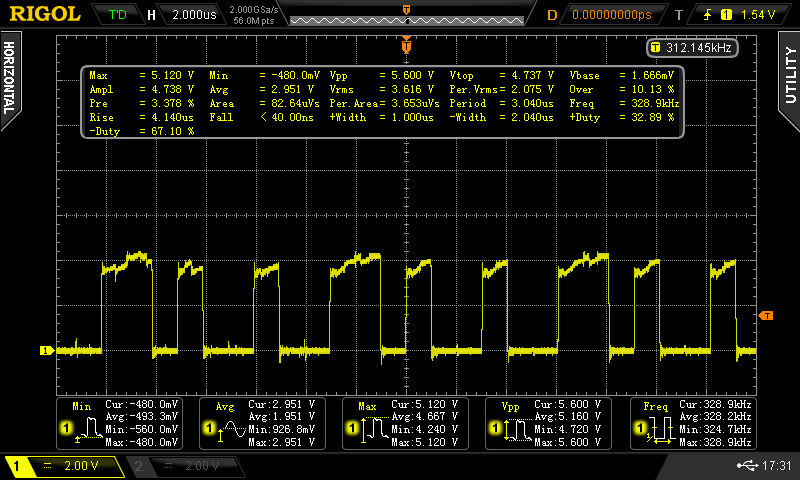 RIGOL T'D H 2.000us 2.000GSa/s 56.0M pts T D 0.00000000ps T 1 1.54 V
HORIZONTAL
UTILITY
T 312.145kHz
Max = 5.120 V Min = -480.0mV Vpp = 5.600 V Vtop = 4.737 V Vbase = 1.666mV
Ampl = 4.738 V Avg = 2.951 V Vrms = 3.616 V Per.Vrms= 2.075 V Over = 10.13 %
Pre = 3.378 % Area = 82.64uVs Per.Area= 3.653uVs Period = 3.040us Freq = 328.9kHz
Rise = 4.140us Fall < 40.00ns +Width = 1.000us -Width = 2.040us +Duty = 32.89 %
-Duty = 67.10 %
T
T
1
Min
1
Cur:-480.0mV
Avg:-493.3mV
Min:-560.0mV
Max:-480.0mV
Avg
1
Cur:2.951 V
Avg:1.951 V
Min:926.8mV
Max:2.951 V
Max
1
Cur:5.120 V
Avg:4.667 V
Min:4.240 V
Max:5.120 V
Vpp
1
Cur:5.600 V
Avg:5.160 V
Min:4.720 V
Max:5.600 V
Freq
1
Cur:328.9kHz
Avg:328.2kHz
Min:324.7kHz
Max:328.9kHz
1 = 2.00 V 2 = 2.00 V 17:31